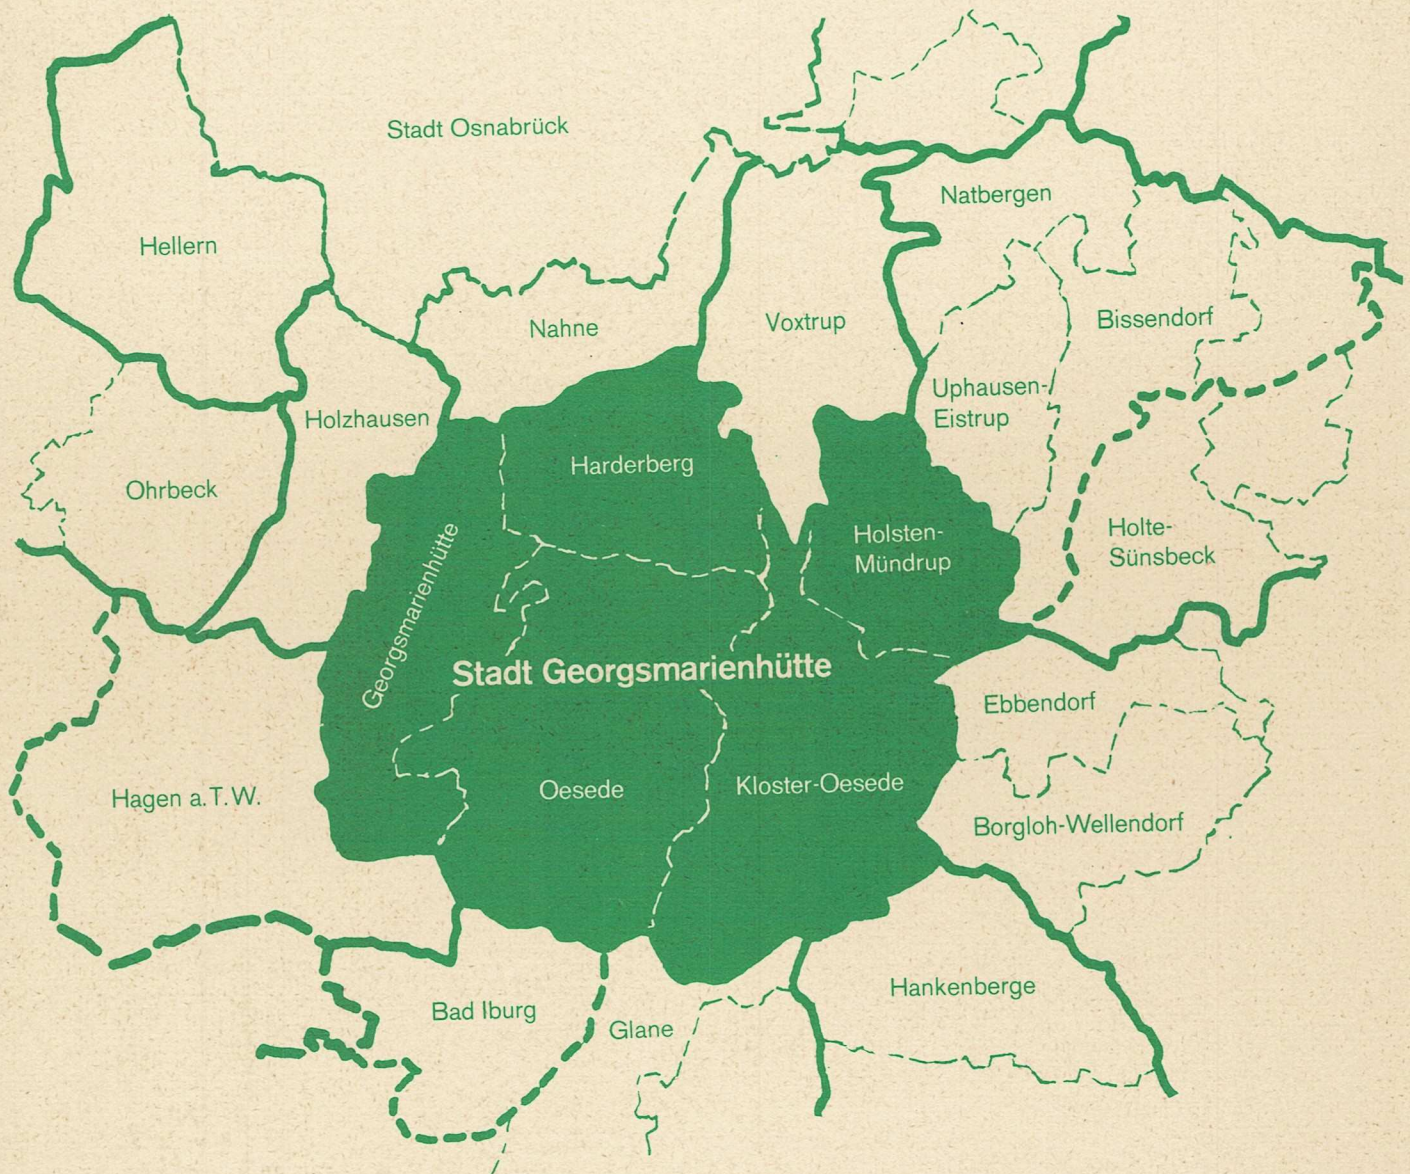 Stadt Osnabrück
Natbergen
Hellern
Nahne
Voxtrup
Bissendorf
Uphausen-
Eistrup
Holzhausen
Harderberg
Ohrbeck
Holsten-
Mündrup
Holte-
Sünsbeck
Georgsmarienhütte
Stadt Georgsmarienhütte
Ebbendorf
Hagen a.T.W.
Oesede
Kloster-Oesede
Borgloh-Wellendorf
Hankenberge
Bad Iburg
Glane